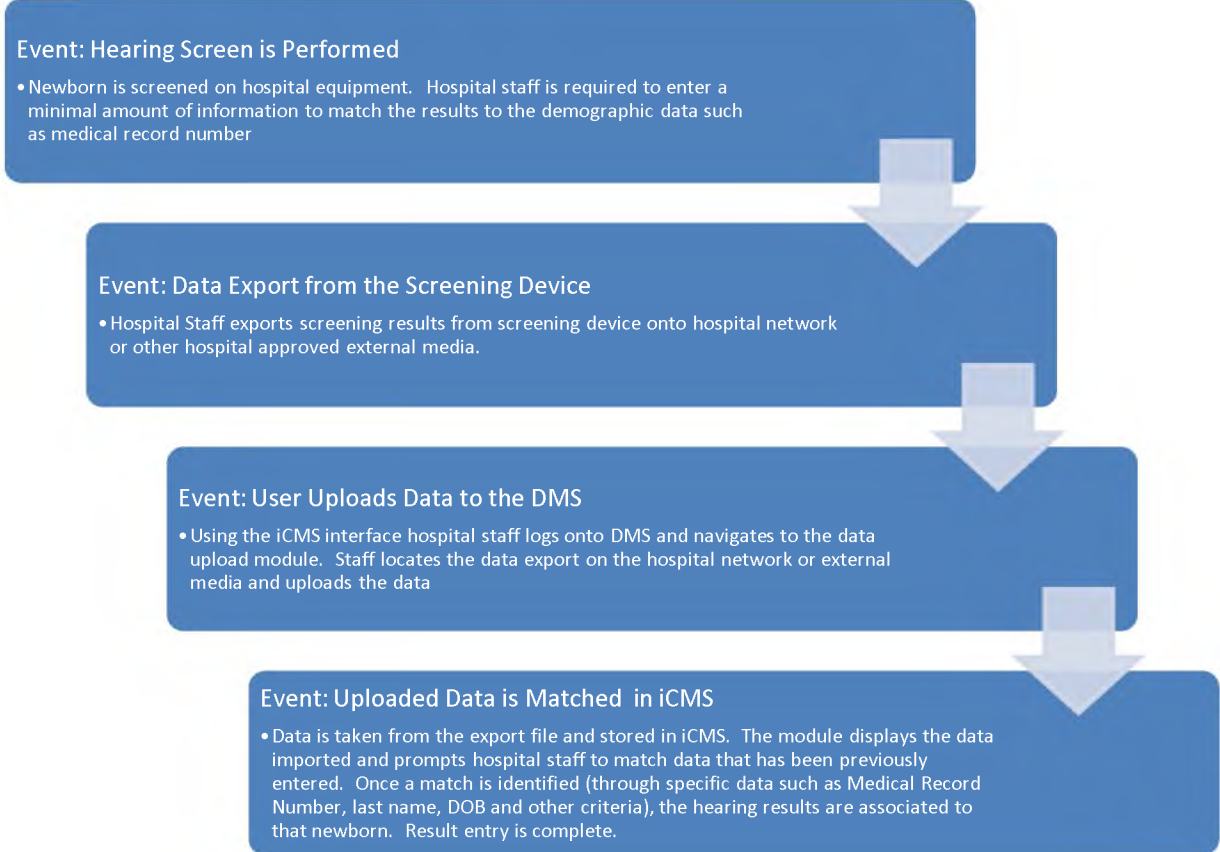 Event: Hearing Screen is Performed
• Newborn is screened on hospital equipment.  Hospital staff is required to enter a
minimal amount of information to match the results to the demographic data such
as medical record number
Event: Data Export from the Screening Device
• Hospital Staff exports screening results from screening device onto hospital network
or other hospital approved external media.
Event: User Uploads Data to the DMS
• Using the iCMS interface hospital staff logs onto DMS and navigates to the data
upload module.  Staff locates the data export on the hospital network or external
media and uploads the data
Event: Uploaded Data is Matched  in iCMS
• Data is taken from the export file and stored in iCMS.  The module displays the data
imported and prompts hospital staff to match data that has been previously
entered.  Once a match is identified (through specific data such as Medical Record
Number, last name, DOB and other criteria), the hearing results are associated to
that newborn.  Result entry is complete.